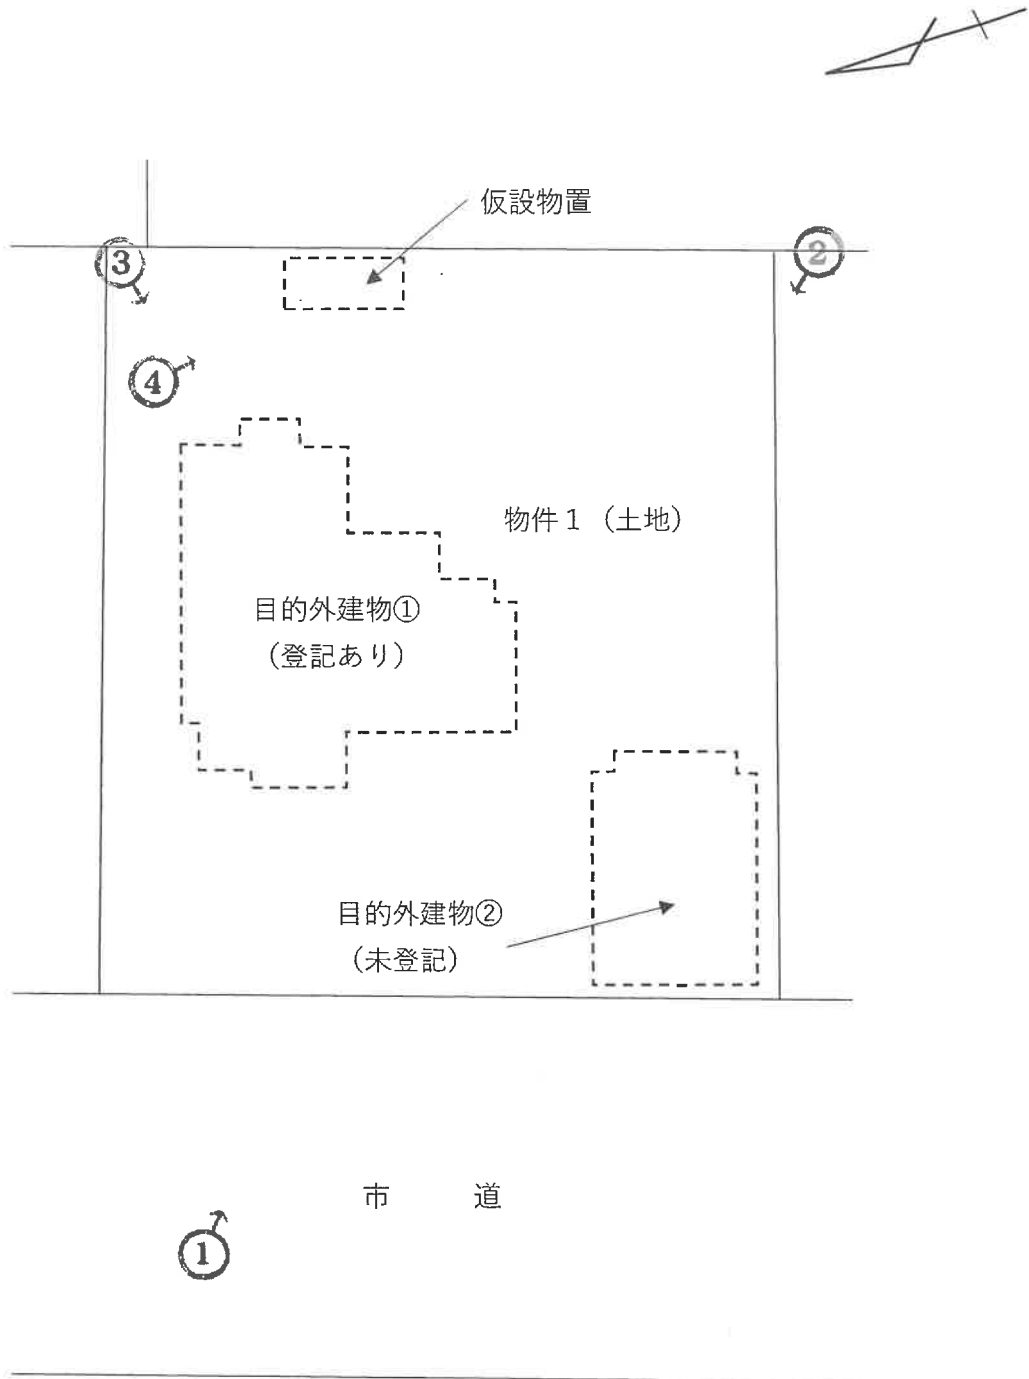 仮設物置
3
2
4
物件１（土地）
目的外建物①
（登記あり）
目的外建物②
（未登記）
市　道
1